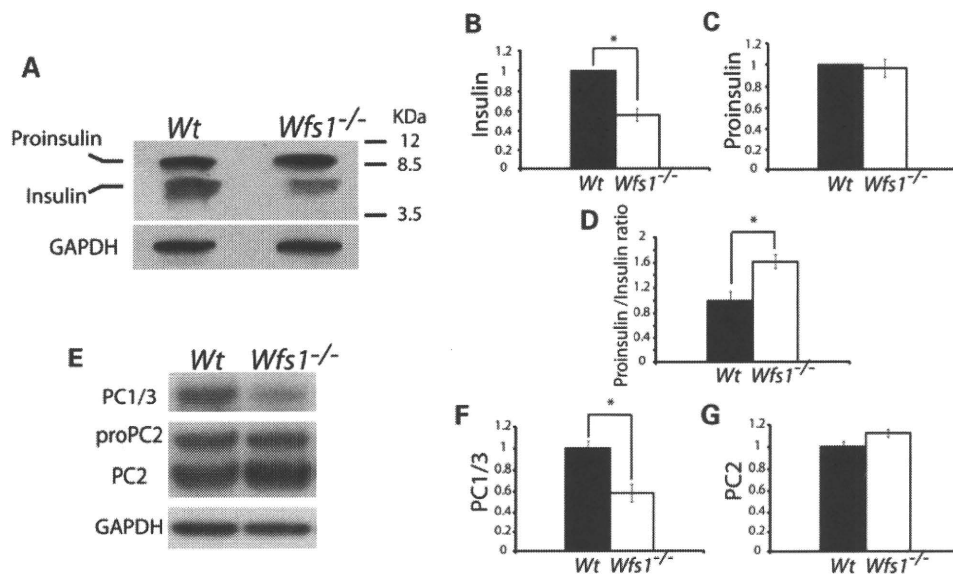 A
Wt Wfs1-/- KDa
Proinsulin
12
8.5
Insulin
3.5
GAPDH
B
Insulin
1.2
1
0.8
0.6
0.4
0.2
0
*
Wt Wfs1-/-
C
Proinsulin
1.2
1
0.8
0.6
0.4
0.2
0
Wt Wfs1-/-
D
Proinsulin/Insulin ratio
2
1.6
1.2
0.8
0.4
0
*
Wt Wfs1-/-
E
Wt Wfs1-/-
PC1/3
proPC2
PC2
GAPDH
F
PC1/3
1.2
1
0.8
0.6
0.4
0.2
0
*
Wt Wfs1-/-
G
PC2
1.2
1
0.8
0.6
0.4
0.2
0
Wt Wfs1-/-